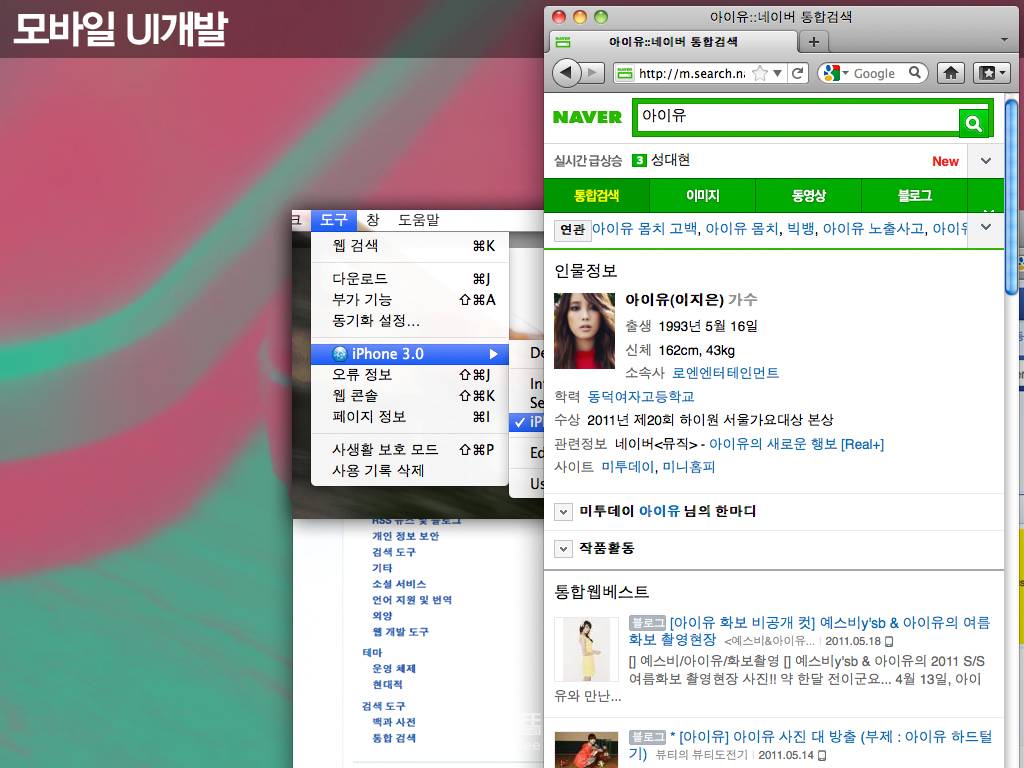 모바일 UI개발
아이유::네이버 통합검색
아이유::네이버 통합검색
http://m.search.na
Google
NAVER
아이유
실시간 급상승 3 성대현 New
통합검색 이미지 동영상 블로그
연관 아이유 몸치 고백, 아이유 몸치, 빅뱅, 아이유 노출사고,
인물정보
아이유(이지은) 가수
출생 1993년 5월 16일
신체 162cm, 43kg
소속사 로엔엔터테인먼트
학력 동덕여자고등학교
수상 2011년 제20회 하이원 서울가요대상 본상
관련정보 네이버<뮤직> - 아이유의 새로운 행보 [Real+]
사이트 미투데이, 미니홈피
미투데이 아이유 님의 한마디
작품활동
통합웹베스트
블로그 [아이유 화보 비공개 컷] 예스비y'sb & 아이유의 여름
화보 촬영현장 <예스비&아이유... 2011.05.18
[] 예스비/아이유/화보촬영 [] 예스비y'sb & 아이유의 2011 S/S
여름화보 촬영현장 사진!! 약 한달 전이군요... 4월 13일, 아이
유와 만난...
블로그 * [아이유] 아이유 사진 대 방출 (부제 : 아이유 하드털
기) 뷰티의 뷰티도전기 2011.05.14
크 도구 창 도움말
웹 검색 ⌘K
다운로드 ⌘J
부가 기능 ⇧⌘A
동기화 설정...
iPhone 3.0
오류 정보 ⇧⌘J
웹 콘솔 ⇧⌘K
페이지 정보 ⌘I
사생활 보호 모드 ⇧⌘P
사용 기록 삭제
De
Int
Se
✓ iP
Ed
Us
RSS 뉴스 및 블로그
개인 정보 보안
검색 도구
기타
소셜 서비스
언어 지원 및 번역
외양
웹 개발 도구
테마
운영 체제
현대적
검색 도구
백과 사전
통합 검색